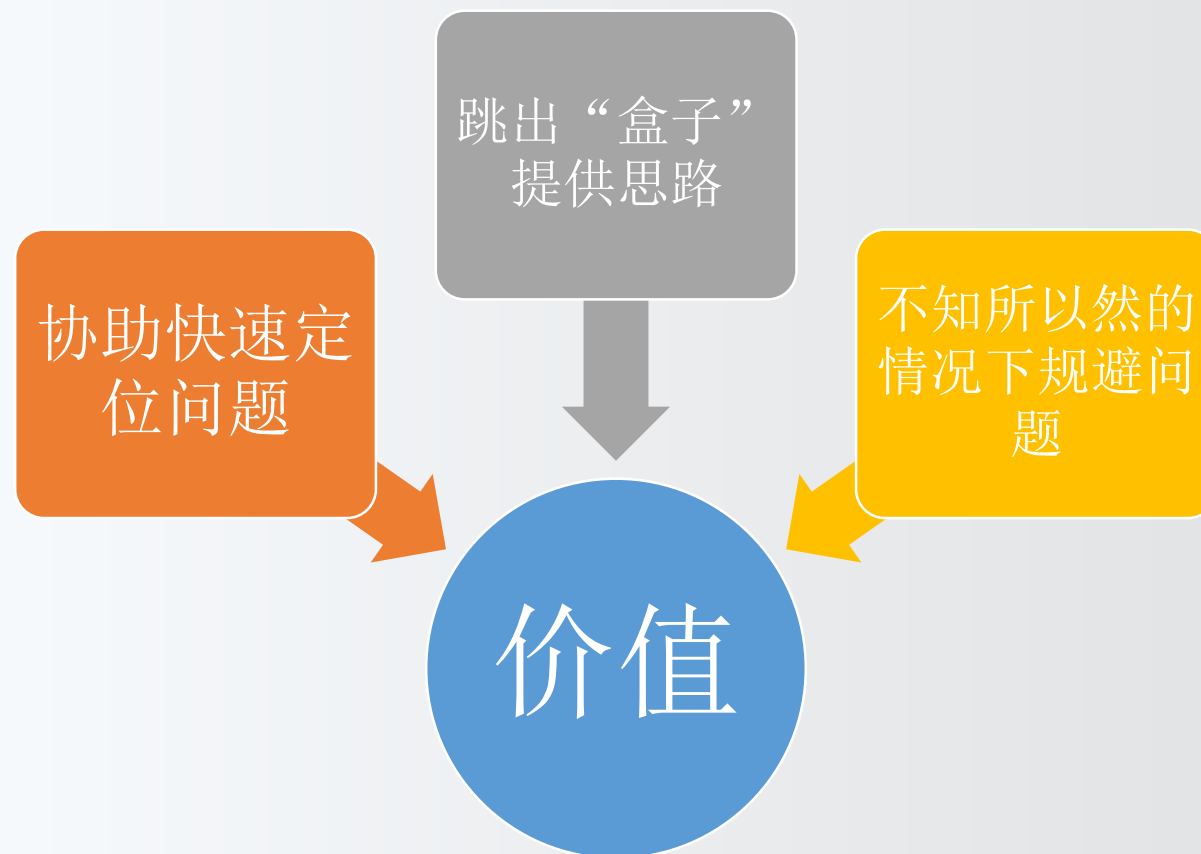 跳出“盒子”
提供思路
协助快速定
位问题
不知所以然的
情况下规避问
题
价值